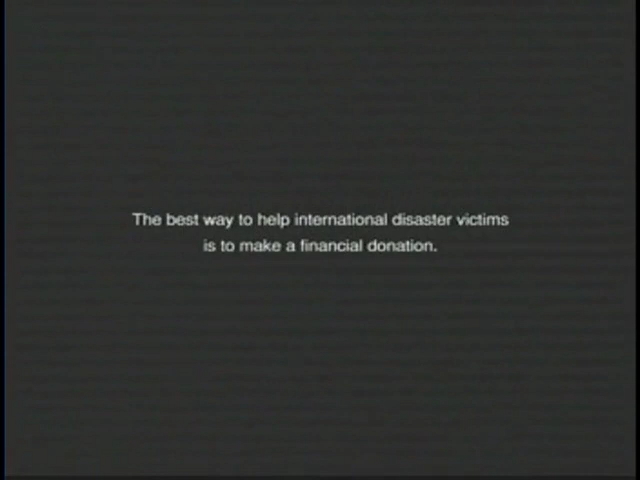 The best way to help international disaster victims
is to make a financial donation.